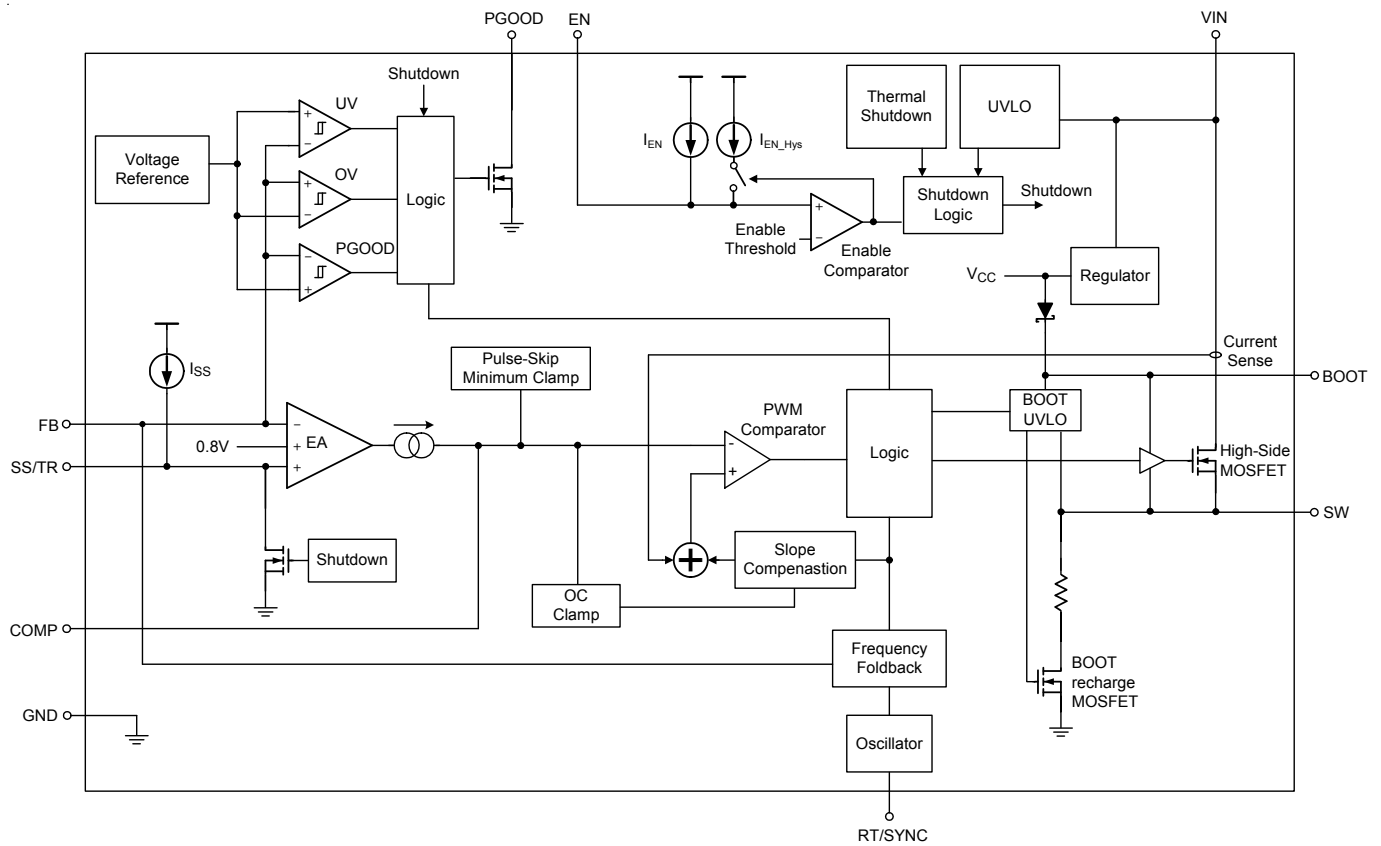 PGOOD
EN
VIN
Shutdown
UV
Voltage
Reference
OV
Logic
PGOOD
IEN
IEN_Hys
Thermal
Shutdown
UVLO
Shutdown
Logic
Shutdown
Enable
Threshold
Enable
Comparator
VCC
Regulator
ISS
Pulse-Skip
Minimum Clamp
Current
Sense
BOOT
BOOT
UVLO
FB
0.8V
EA
SS/TR
PWM
Comparator
Logic
High-Side
MOSFET
SW
Shutdown
Slope
Compenastion
OC
Clamp
COMP
Frequency
Foldback
BOOT
recharge
MOSFET
GND
Oscillator
RT/SYNC